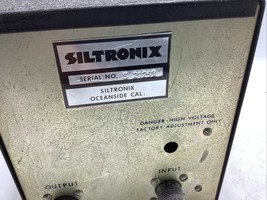 SILTRONIX
SERIAL NO.
SILTRONIX
OCEANSIDE CAL.
DANGER-HIGH VOLTAGE
FACTORY ADJUSTMENT ONLY
OUTPUT
INPUT